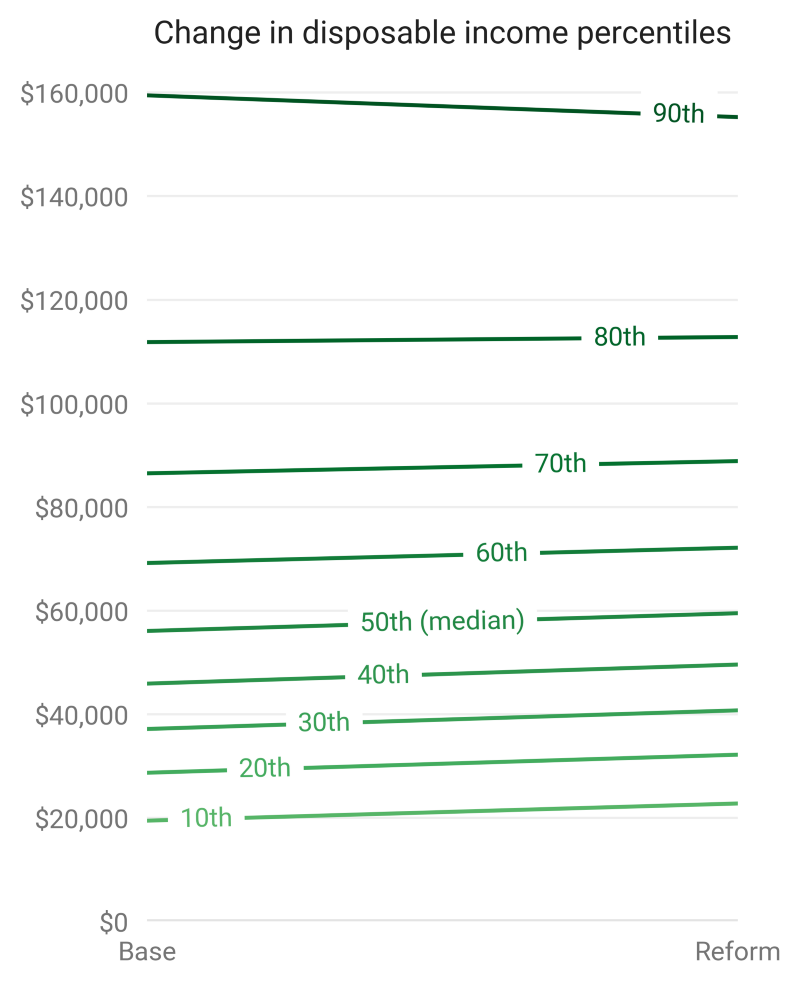 Change in disposable income percentiles
$160,000
90th
$140,000
$120,000
80th
$100,000
70th
$80,000
60th
$60,000
50th (median)
40th
$40,000
30th
20th
$20,000
10th
$0
Base
Reform